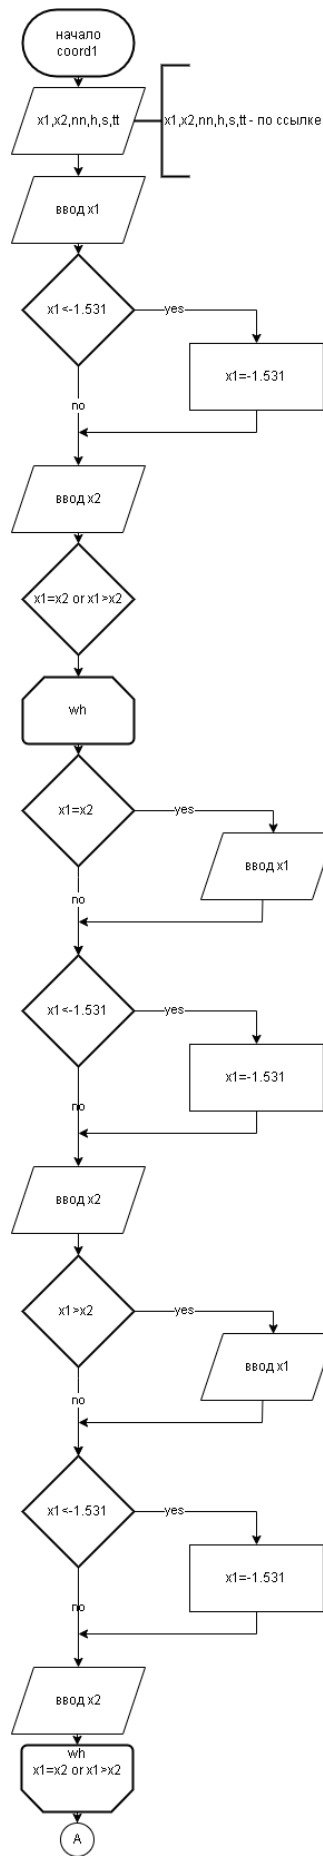 начало
coord1
x1,x2,nn,h,s,tt
x1,x2,nn,h,s,tt - по ссылке
ввод x1
x1<-1.531
yes
x1=-1.531
no
ввод x2
x1=x2 or x1>x2
wh
x1=x2
yes
ввод x1
no
x1<-1.531
yes
x1=-1.531
no
ввод x2
x1>x2
yes
ввод x1
no
x1<-1.531
yes
x1=-1.531
no
ввод x2
wh
x1=x2 or x1>x2
A